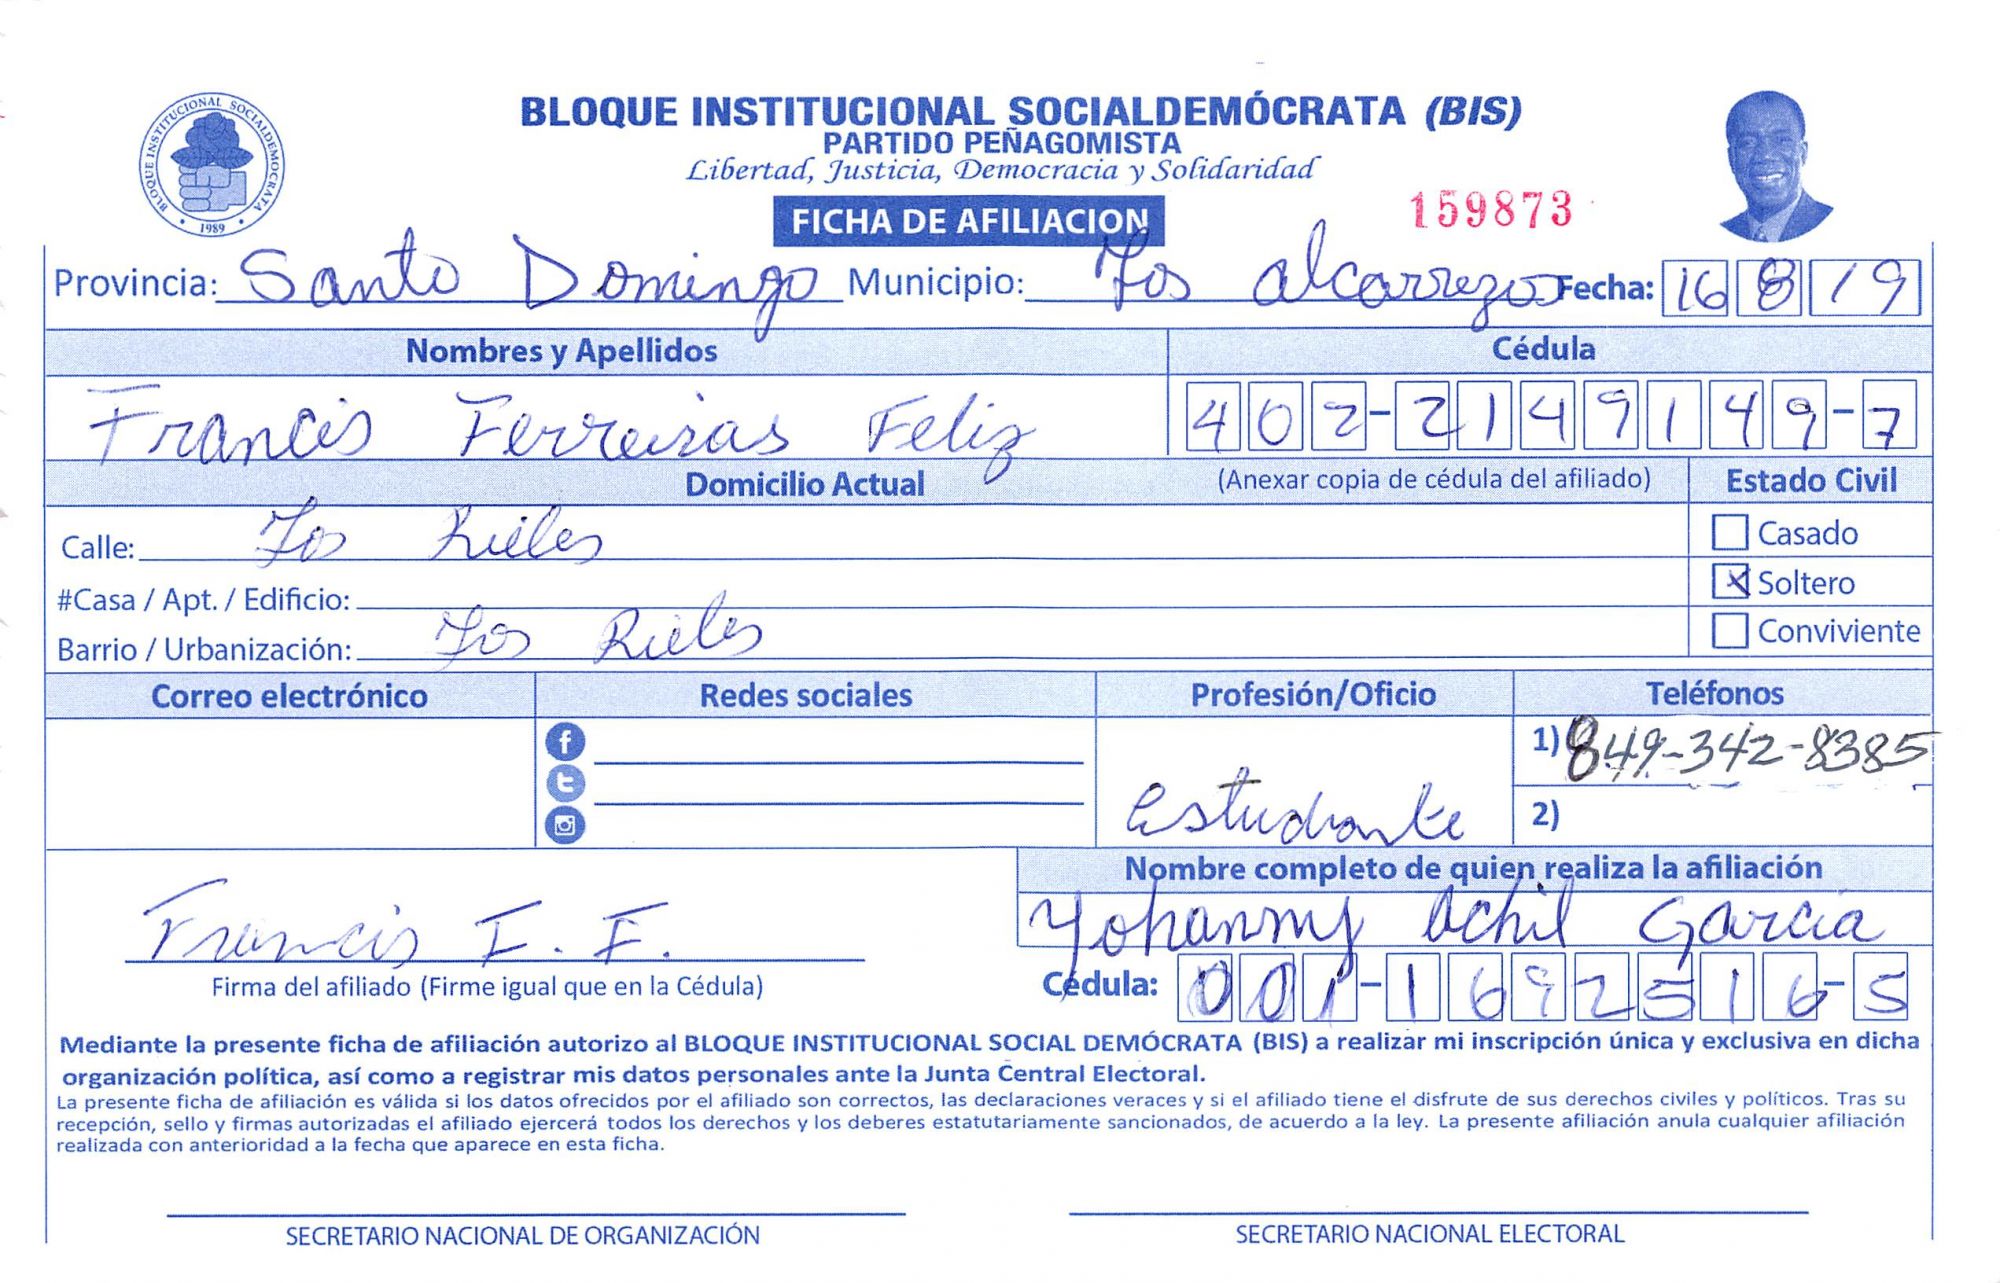 BLOQUE INSTITUCIONAL SOCIALDEMOCRATA
1989
BLOQUE INSTITUCIONAL SOCIALDEMÓCRATA (BIS)
PARTIDO PEÑAGOMISTA
Libertad, Justicia, Democracia y Solidaridad
FICHA DE AFILIACION
159873
Provincia: Santo Domingo Municipio: Los alcarrezos Fecha: 16 8 19
Nombres y Apellidos Cédula
Francis Ferreiras Feliz 402-2149149-7
Domicilio Actual (Anexar copia de cédula del afiliado) Estado Civil
Calle: Los Rieles Casado
#Casa / Apt. / Edificio: X Soltero
Barrio / Urbanización: Los Rieles Conviviente
Correo electrónico Redes sociales Profesión/Oficio Teléfonos
1) 849-342-8385
Estudiante 2)
Nombre completo de quien realiza la afiliación
Francis F. F. Yohanny Achil García
Firma del afiliado (Firme igual que en la Cédula) Cédula: 001-1692516-5
Mediante la presente ficha de afiliación autorizo al BLOQUE INSTITUCIONAL SOCIAL DEMÓCRATA (BIS) a realizar mi inscripción única y exclusiva en dicha
organización política, así como a registrar mis datos personales ante la Junta Central Electoral.
La presente ficha de afiliación es válida si los datos ofrecidos por el afiliado son correctos, las declaraciones veraces y si el afiliado tiene el disfrute de sus derechos civiles y políticos. Tras su
recepción, sello y firmas autorizadas el afiliado ejercerá todos los derechos y los deberes estatutariamente sancionados, de acuerdo a la ley. La presente afiliación anula cualquier afiliación
realizada con anterioridad a la fecha que aparece en esta ficha.
SECRETARIO NACIONAL DE ORGANIZACIÓN SECRETARIO NACIONAL ELECTORAL